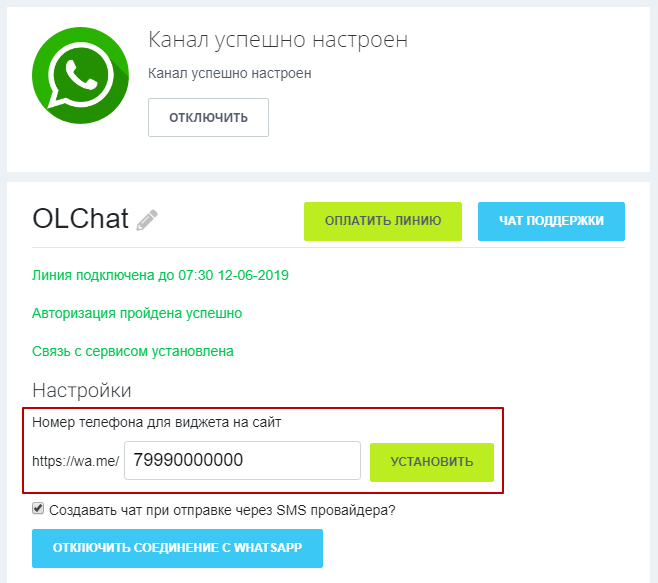 Канал успешно настроен
Канал успешно настроен
ОТКЛЮЧИТЬ
OLChat
ОПЛАТИТЬ ЛИНИЮ
ЧАТ ПОДДЕРЖКИ
Линия подключена до 07:30 12-06-2019
Авторизация пройдена успешно
Связь с сервисом установлена
Настройки
Номер телефона для виджета на сайт
https://wa.me/ 79990000000 УСТАНОВИТЬ
Создавать чат при отправке через SMS провайдера?
ОТКЛЮЧИТЬ СОЕДИНЕНИЕ С WHATSAPP